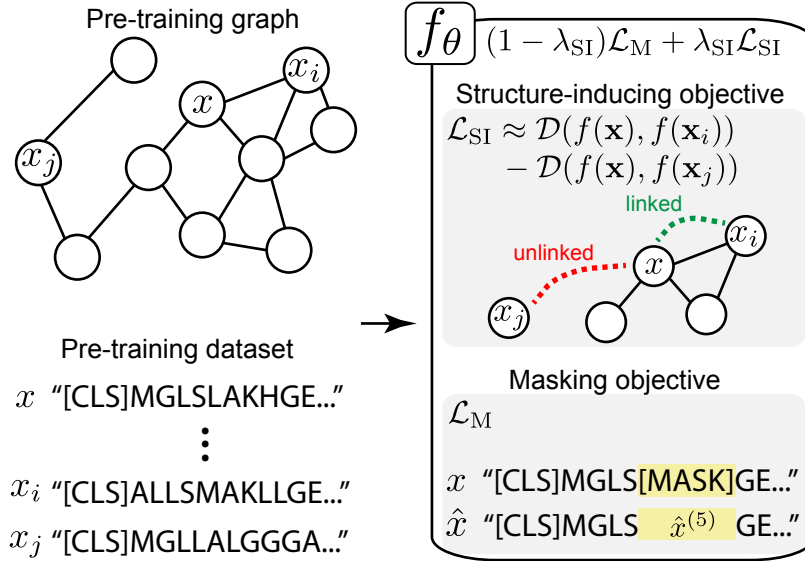 Pre-training graph
x_i
x
x_j
Pre-training dataset
x "[CLS]MGLSLAKHGE..."
⋮
x_i "[CLS]ALLSMAKLLGE..."
x_j "[CLS]MGLLALGGGA..."
f_θ (1 − λ_SI)ℒ_M + λ_SI ℒ_SI
Structure-inducing objective
ℒ_SI ≈ 𝒟(f(𝐱), f(𝐱_i))
− 𝒟(f(𝐱), f(𝐱_j))
linked
x_i
unlinked
x
x_j
Masking objective
ℒ_M
x "[CLS]MGLS[MASK]GE..."
x̂ "[CLS]MGLS x̂^(5) GE..."